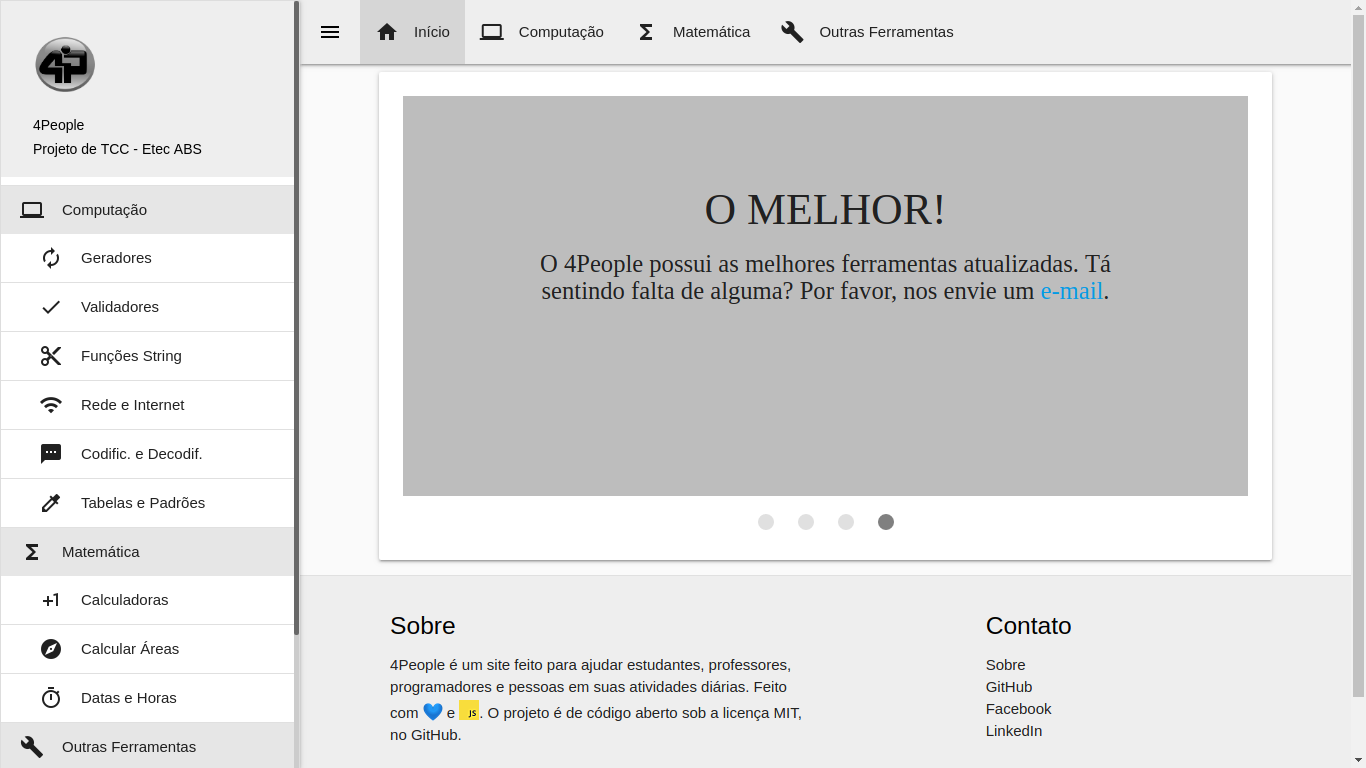 4P
4People
Projeto de TCC - Etec ABS
Computação
Geradores
Validadores
Funções String
Rede e Internet
Codific. e Decodif.
Tabelas e Padrões
Matemática
+1 Calculadoras
Calcular Áreas
Datas e Horas
Outras Ferramentas
Início Computação Matemática Outras Ferramentas
O MELHOR!
O 4People possui as melhores ferramentas atualizadas. Tá
sentindo falta de alguma? Por favor, nos envie um e-mail.
Sobre
4People é um site feito para ajudar estudantes, professores,
programadores e pessoas em suas atividades diárias. Feito
com 💙 e JS. O projeto é de código aberto sob a licença MIT,
no GitHub.
Contato
Sobre
GitHub
Facebook
LinkedIn